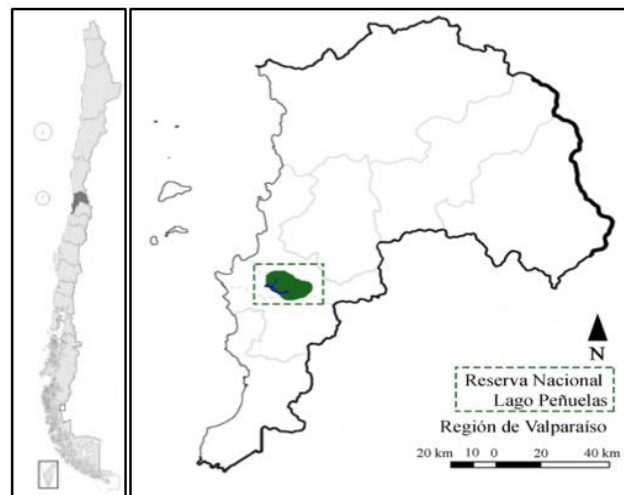 N
Reserva Nacional
Lago Peñuelas
Región de Valparaíso
20 km 10 0 20 40 km